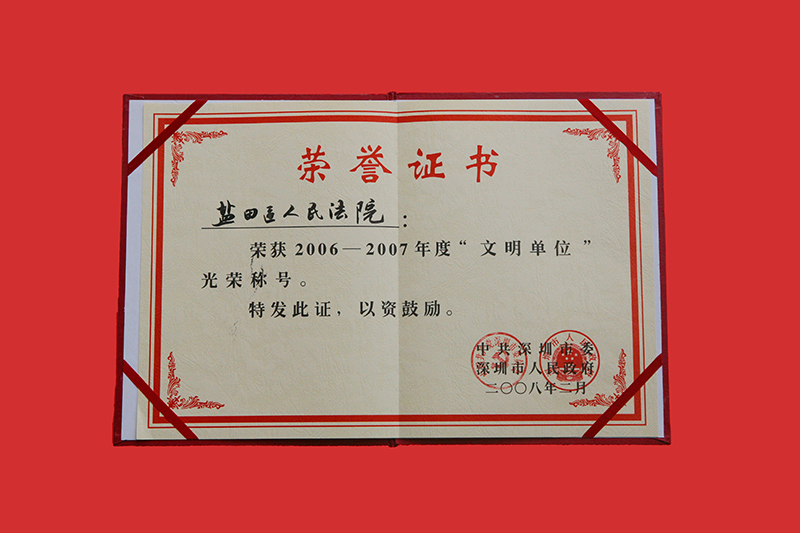 荣誉证书
盐田区人民法院：
荣获2006—2007年度“文明单位”
光荣称号。
特发此证，以资鼓励。
中共深圳市委
深圳市人民政府
二〇〇八年二月